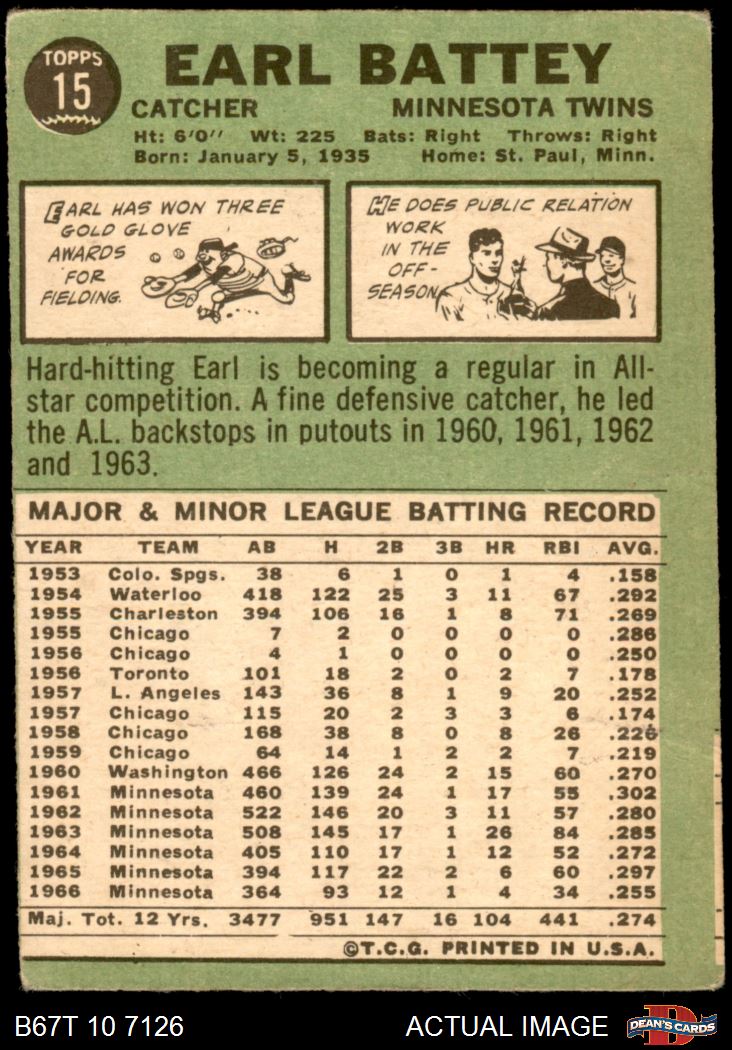 TOPPS
15
EARL BATTEY
CATCHER MINNESOTA TWINS
Ht: 6'0'' Wt: 225 Bats: Right Throws: Right
Born: January 5, 1935 Home: St. Paul, Minn.
EARL HAS WON THREE
GOLD GLOVE
AWARDS
FOR
FIELDING.
HE DOES PUBLIC RELATION
WORK
IN THE
OFF-
SEASON.
Hard-hitting Earl is becoming a regular in All-
star competition. A fine defensive catcher, he led
the A.L. backstops in putouts in 1960, 1961, 1962
and 1963.
MAJOR & MINOR LEAGUE BATTING RECORD
YEAR TEAM AB H 2B 3B HR RBI AVG.
1953 Colo. Spgs. 38 6 1 0 1 4 .158
1954 Waterloo 418 122 25 3 11 67 .292
1955 Charleston 394 106 16 1 8 71 .269
1955 Chicago 7 2 0 0 0 0 .286
1956 Chicago 4 1 0 0 0 0 .250
1956 Toronto 101 18 2 0 2 7 .178
1957 L. Angeles 143 36 8 1 9 20 .252
1957 Chicago 115 20 2 3 3 6 .174
1958 Chicago 168 38 8 0 8 26 .226
1959 Chicago 64 14 1 2 2 7 .219
1960 Washington 466 126 24 2 15 60 .270
1961 Minnesota 460 139 24 1 17 55 .302
1962 Minnesota 522 146 20 3 11 57 .280
1963 Minnesota 508 145 17 1 26 84 .285
1964 Minnesota 405 110 17 1 12 52 .272
1965 Minnesota 394 117 22 2 6 60 .297
1966 Minnesota 364 93 12 1 4 34 .255
Maj. Tot. 12 Yrs. 3477 951 147 16 104 441 .274
©T.C.G. PRINTED IN U.S.A.
B67T 10 7126 ACTUAL IMAGE
D
DEAN'S CARDS